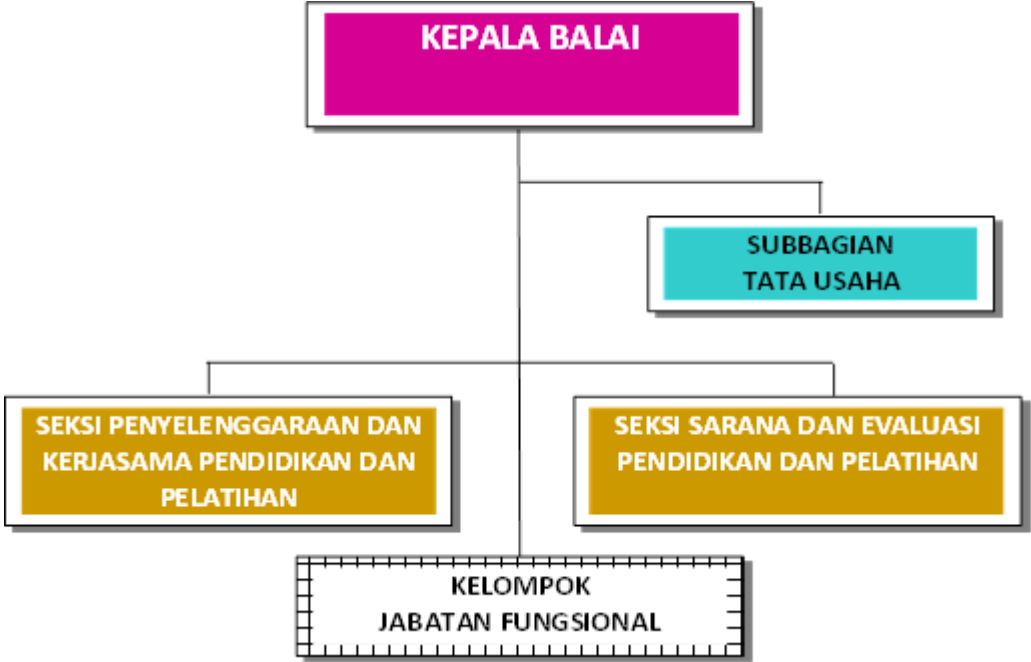 KEPALA BALAI
SUBBAGIAN
TATA USAHA
SEKSI PENYELENGGARAAN DAN
KERJASAMA PENDIDIKAN DAN
PELATIHAN
SEKSI SARANA DAN EVALUASI
PENDIDIKAN DAN PELATIHAN
KELOMPOK
JABATAN FUNGSIONAL